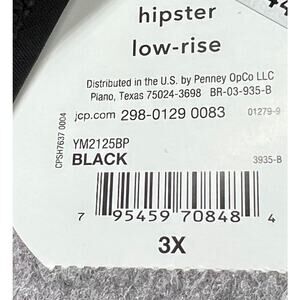 hipster
low-rise
Distributed in the U.S. by Penney OpCo LLC
Plano, Texas 75024-3698 BR-03-935-B
jcp.com 298-0129 0083 01279-9
CPSH7637 0004
YM2125BP
BLACK 3935-B
7 95459 70848 4
3X